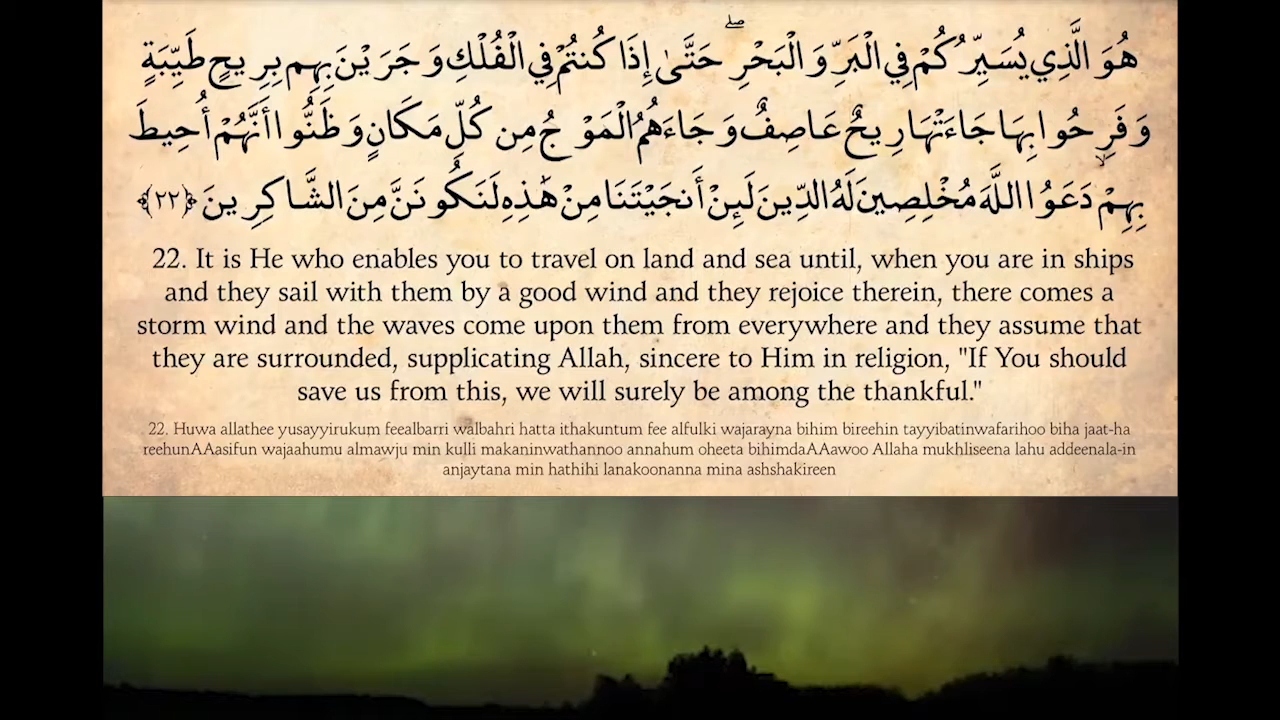 هُوَ الَّذِي يُسَيِّرُكُمْ فِي الْبَرِّ وَالْبَحْرِ ۖ حَتَّىٰ إِذَا كُنتُمْ فِي الْفُلْكِ وَجَرَيْنَ بِهِم بِرِيحٍ طَيِّبَةٍ
وَفَرِحُوا بِهَا جَاءَتْهَا رِيحٌ عَاصِفٌ وَجَاءَهُمُ الْمَوْجُ مِن كُلِّ مَكَانٍ وَظَنُّوا أَنَّهُمْ أُحِيطَ
بِهِمْ ۙ دَعَوُا اللَّهَ مُخْلِصِينَ لَهُ الدِّينَ لَئِنْ أَنجَيْتَنَا مِنْ هَٰذِهِ لَنَكُونَنَّ مِنَ الشَّاكِرِينَ ﴿٢٢﴾
22. It is He who enables you to travel on land and sea until, when you are in ships
and they sail with them by a good wind and they rejoice therein, there comes a
storm wind and the waves come upon them from everywhere and they assume that
they are surrounded, supplicating Allah, sincere to Him in religion, "If You should
save us from this, we will surely be among the thankful."
22. Huwa allathee yusayyirukum feealbarri walbahri hatta ithakuntum fee alfulki wajarayna bihim bireehin tayyibatinwafarihoo biha jaat-ha
reehunAAasifun wajaahumu almawju min kulli makaninwathannoo annahum oheeta bihimdaAAawoo Allaha mukhliseena lahu addeenala-in
anjaytana min hathihi lanakoonanna mina ashshakireen